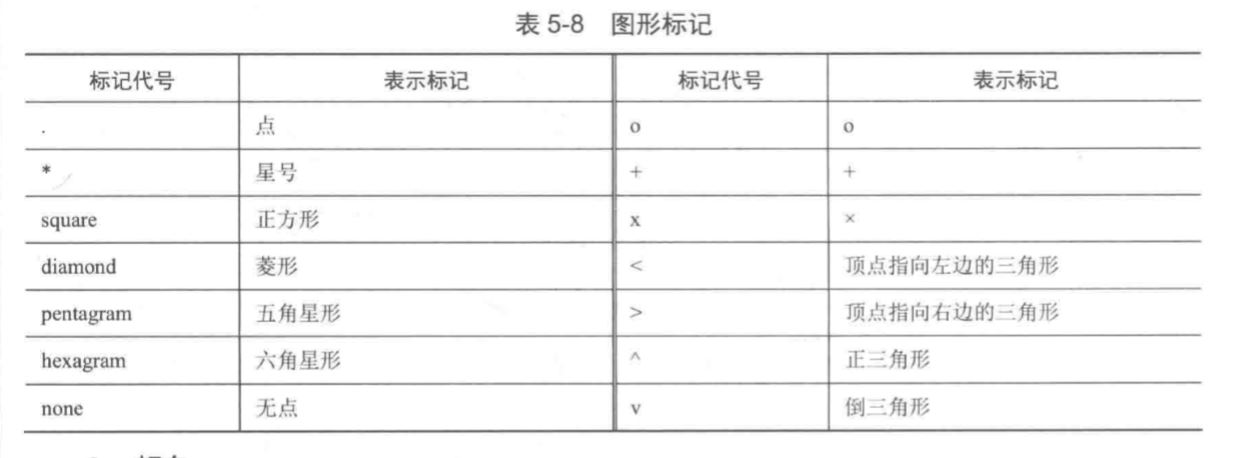 表 5-8 图形标记
标记代号 表示标记 标记代号 表示标记
. 点 o o
* 星号 + +
square 正方形 x ×
diamond 菱形 < 顶点指向左边的三角形
pentagram 五角星形 > 顶点指向右边的三角形
hexagram 六角星形 ^ 正三角形
none 无点 v 倒三角形